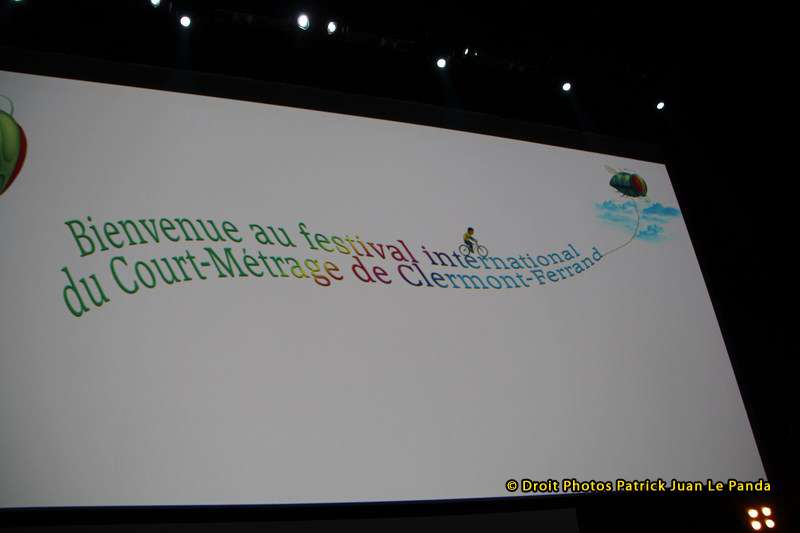 Bienvenue au festival international
du Court-Métrage de Clermont-Ferrand
© Droit Photos Patrick Juan Le Panda